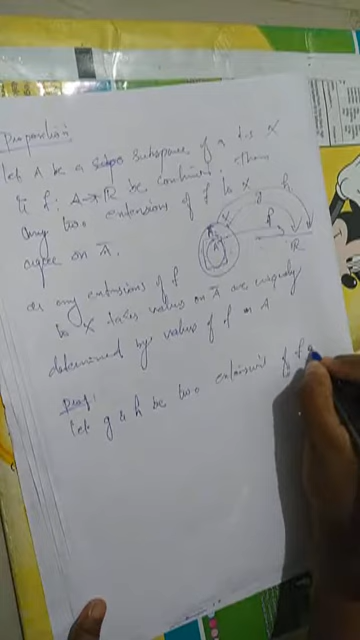 Proposition
Let A be a subspace of a t.s X
& f: A→R be continuous. Then
any two extensions of f to X
agree on Ā.
g h
f
X
A
R
or any extensions of f
to X takes values on Ā are uniquely
determined by values of f on A
Proof:
Let g & h be two extensions of f